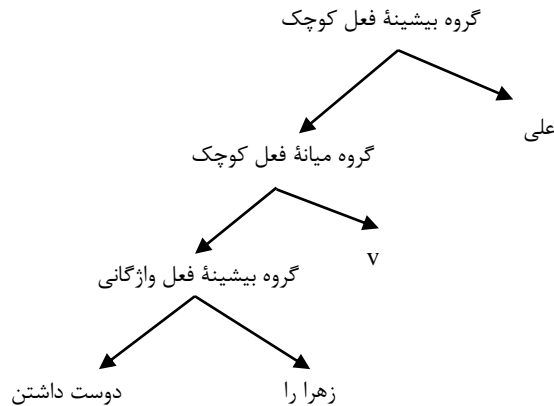 گروه بیشینهٔ فعل کوچک
علی
گروه میانهٔ فعل کوچک
v
گروه بیشینهٔ فعل واژگانی
زهرا را
دوست داشتن